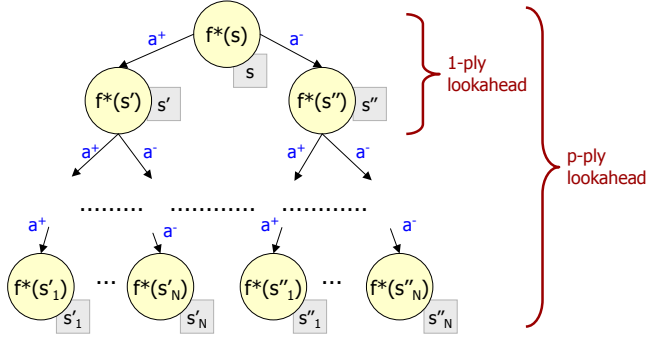 f*(s)
a⁺
a⁻
s
1-ply
lookahead
f*(s′)
s′
f*(s″)
s″
a⁺
a⁻
a⁺
a⁻
p-ply
lookahead
......... ............ ............
a⁺
a⁻
a⁺
a⁻
f*(s′₁)
...
f*(s′N)
f*(s″₁)
...
f*(s″N)
s′₁
s′N
s″₁
s″N